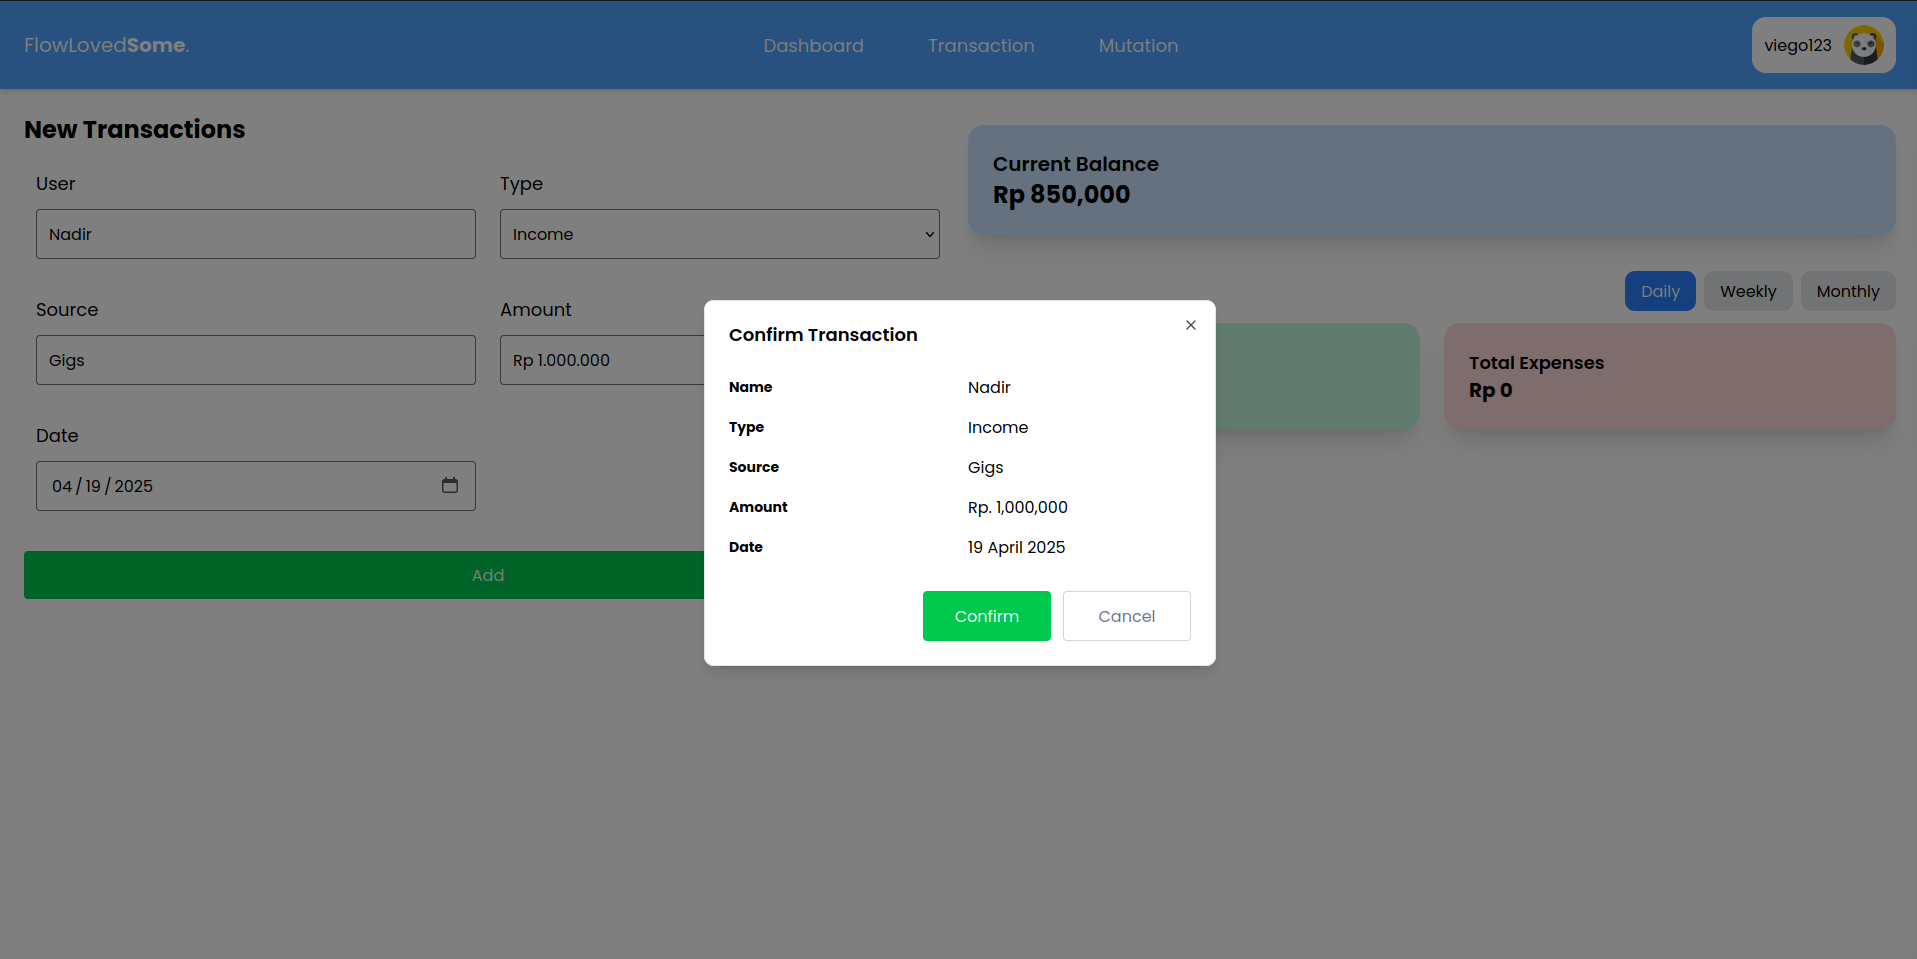 FlowLovedSome.
Dashboard
Transaction
Mutation
viego123
New Transactions
User
Type
Nadir
Income
Source
Amount
Gigs
Rp 1.000.000
Date
04 / 19 / 2025
Add
Current Balance
Rp 850,000
Daily
Weekly
Monthly
Total Expenses
Rp 0
Confirm Transaction
Name Nadir
Type Income
Source Gigs
Amount Rp. 1,000,000
Date 19 April 2025
Confirm
Cancel